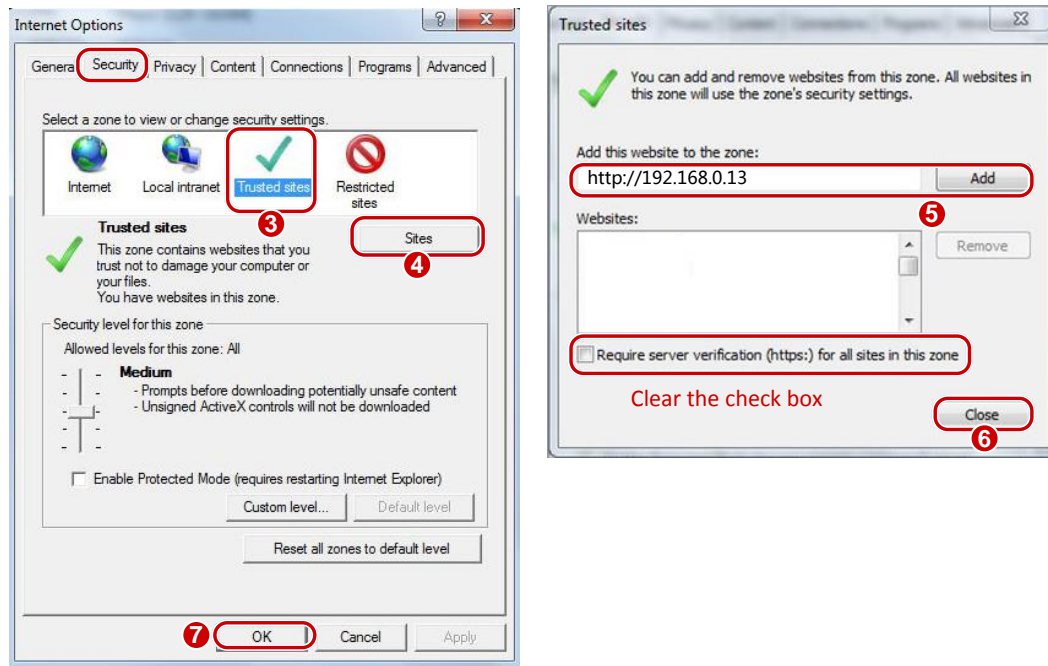 Internet Options
General Security Privacy Content Connections Programs Advanced
Select a zone to view or change security settings.
Internet Local intranet Trusted sites Restricted
sites
3
Trusted sites
This zone contains websites that you
trust not to damage your computer or
your files.
You have websites in this zone.
Sites
4
Security level for this zone
Allowed levels for this zone: All
Medium
- Prompts before downloading potentially unsafe content
- Unsigned ActiveX controls will not be downloaded
Enable Protected Mode (requires restarting Internet Explorer)
Custom level... Default level
Reset all zones to default level
7 OK Cancel Apply
Trusted sites
You can add and remove websites from this zone. All websites in
this zone will use the zone's security settings.
Add this website to the zone:
http://192.168.0.13 Add
5
Websites:
Remove
Require server verification (https:) for all sites in this zone
Clear the check box
Close
6